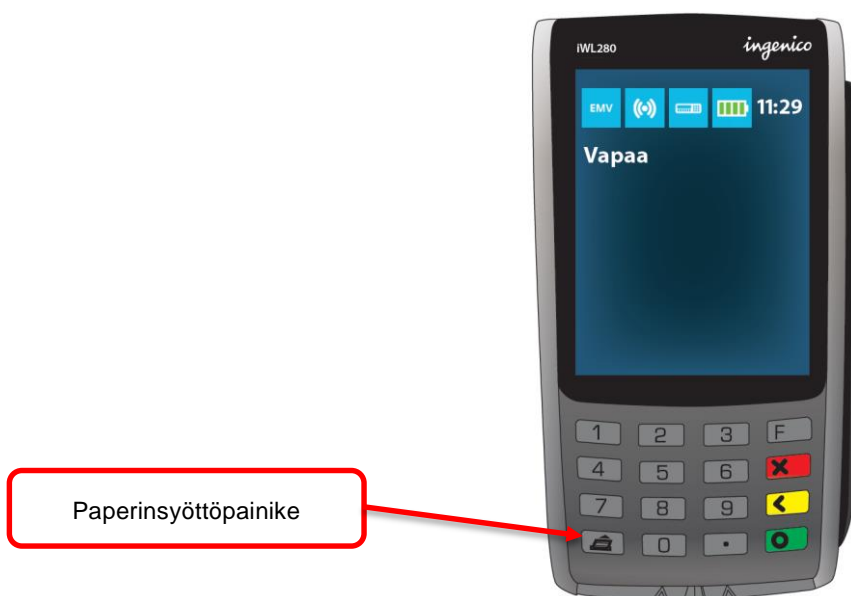 iWL280 ingenico
EMV 11:29
Vapaa
1 2 3 F
4 5 6
7 8 9
0 .
Paperinsyöttöpainike